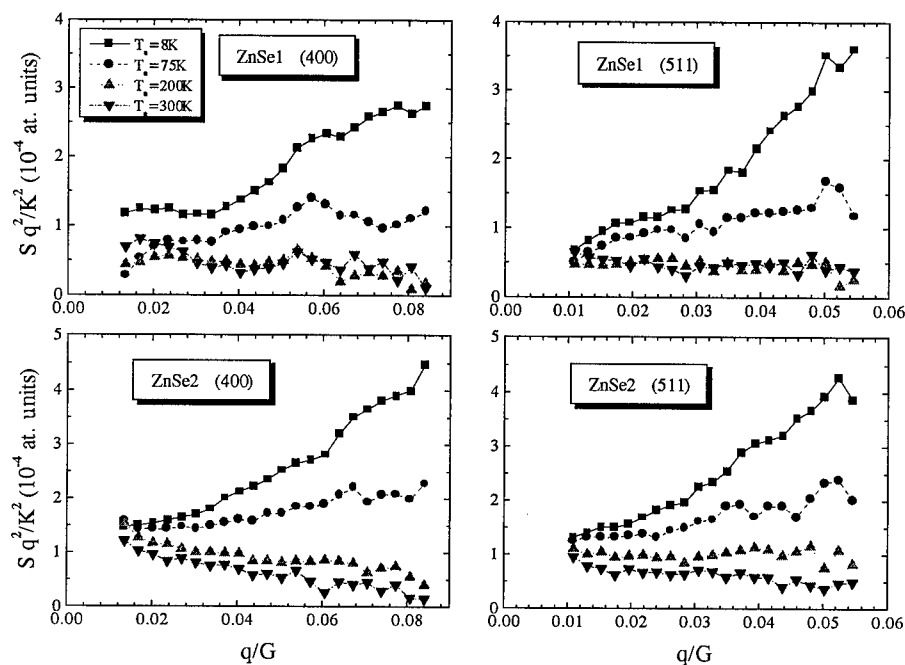 T_a=8K
T_a=75K
T_a=200K
T_a=300K
ZnSe1 (400)
S q²/K² (10⁻⁴ at. units)
4
3
2
1
0
0.00 0.02 0.04 0.06 0.08
ZnSe1 (511)
4
3
2
1
0
0.00 0.01 0.02 0.03 0.04 0.05 0.06
ZnSe2 (400)
S q²/K² (10⁻⁴ at. units)
5
4
3
2
1
0
0.00 0.02 0.04 0.06 0.08
q/G
ZnSe2 (511)
5
4
3
2
1
0
0.00 0.01 0.02 0.03 0.04 0.05 0.06
q/G